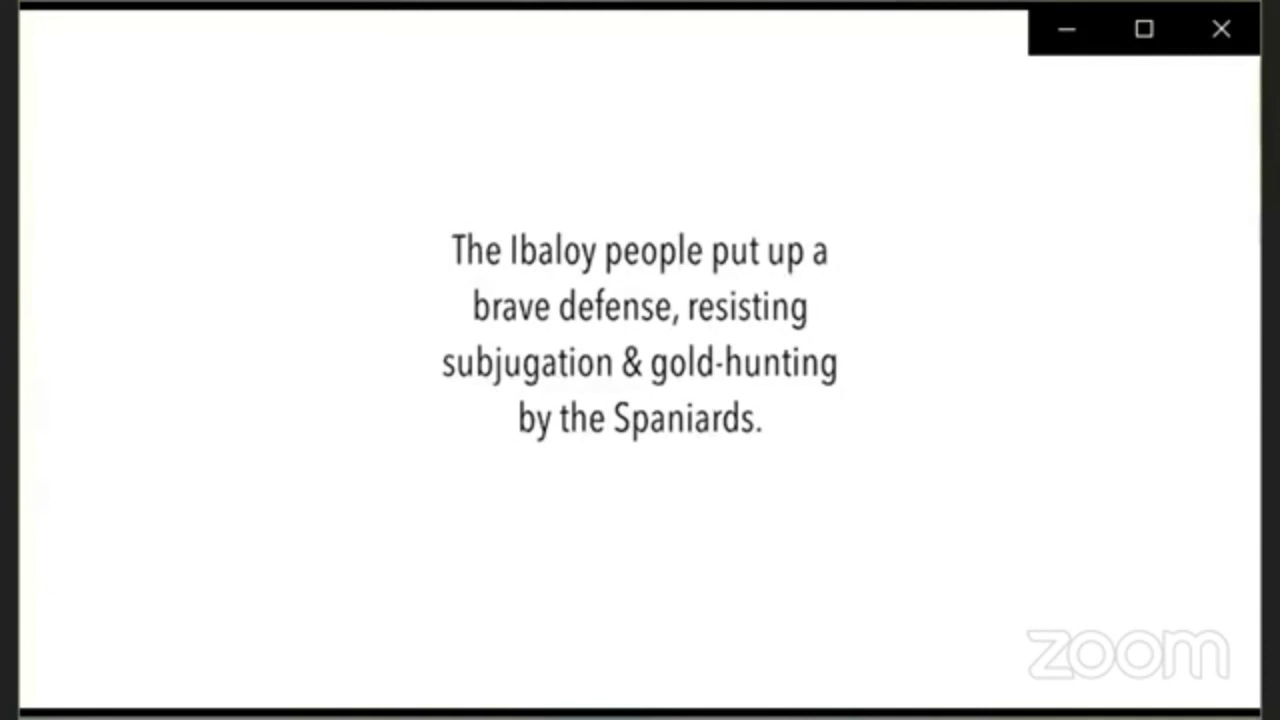 The Ibaloy people put up a
brave defense, resisting
subjugation & gold-hunting
by the Spaniards.
zoom